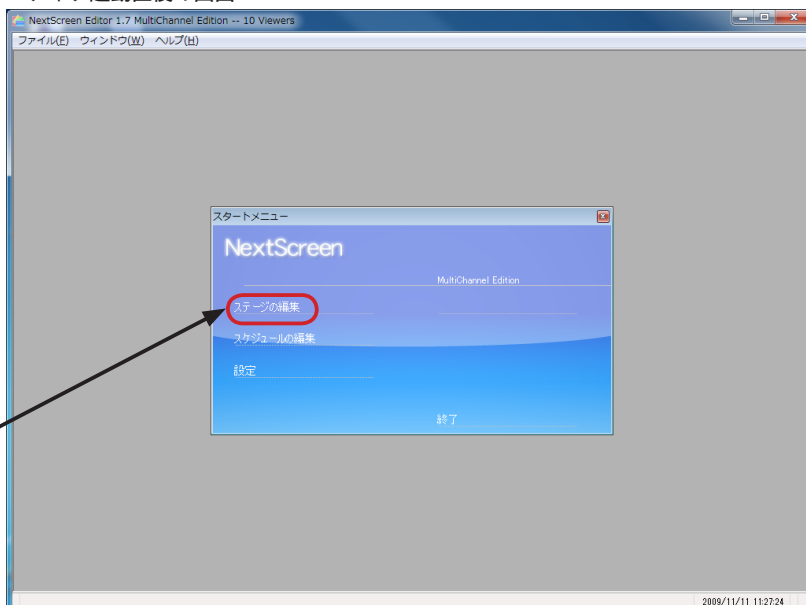 NextScreen Editor 1.7 MultiChannel Edition -- 10 Viewers
ファイル(F) ウィンドウ(W) ヘルプ(H)
スタートメニュー
NextScreen
MultiChannel Edition
ステージの編集
スケジュールの編集
設定
終了
2009/11/11 11:27:24